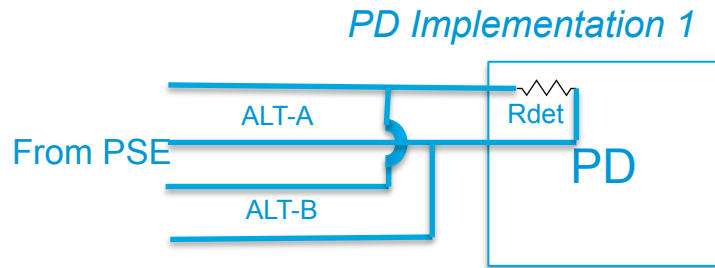 PD Implementation 1
ALT-A
Rdet
From PSE
PD
ALT-B